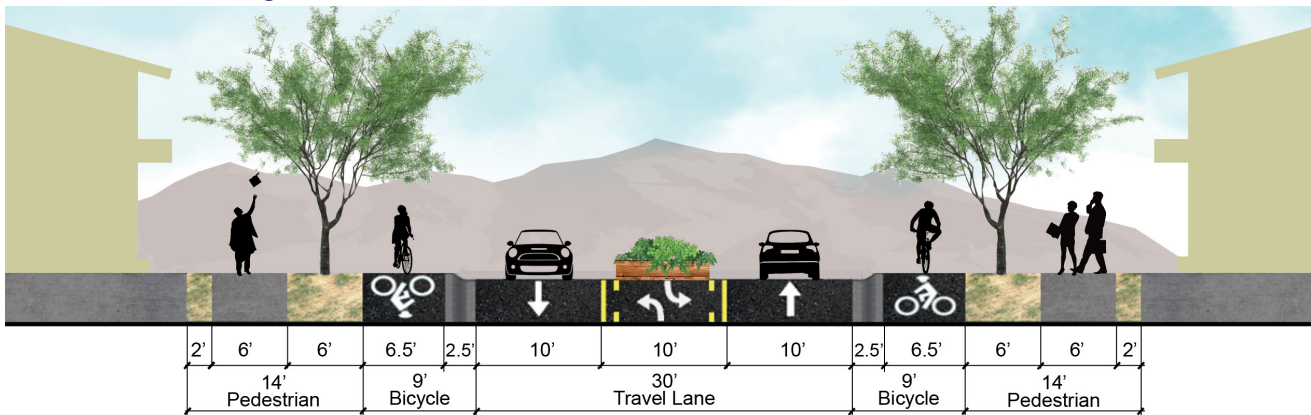 2’ 6’ 6’ 6.5’ 2.5’ 10’ 10’ 10’ 2.5’ 6.5’ 6’ 6’ 2’
14’ 9’ 30’ 9’ 14’
Pedestrian Bicycle Travel Lane Bicycle Pedestrian